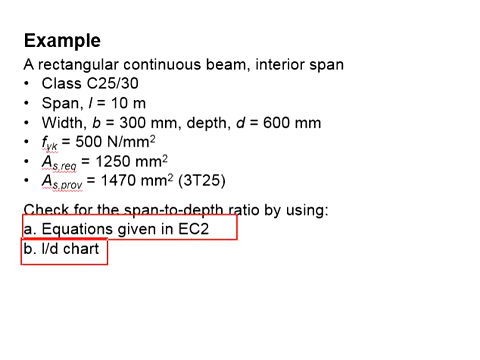 Example
A rectangular continuous beam, interior span
• Class C25/30
• Span, l = 10 m
• Width, b = 300 mm, depth, d = 600 mm
• fyk = 500 N/mm²
• As,req = 1250 mm²
• As,prov = 1470 mm² (3T25)
Check for the span-to-depth ratio by using:
a. Equations given in EC2
b. l/d chart